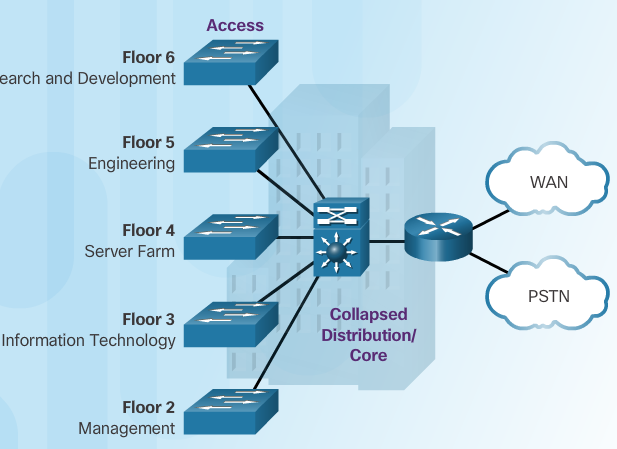 Access
Floor 6
earch and Development
Floor 5
Engineering
Floor 4
Server Farm
Floor 3
Information Technology
Floor 2
Management
Collapsed
Distribution/
Core
WAN
PSTN